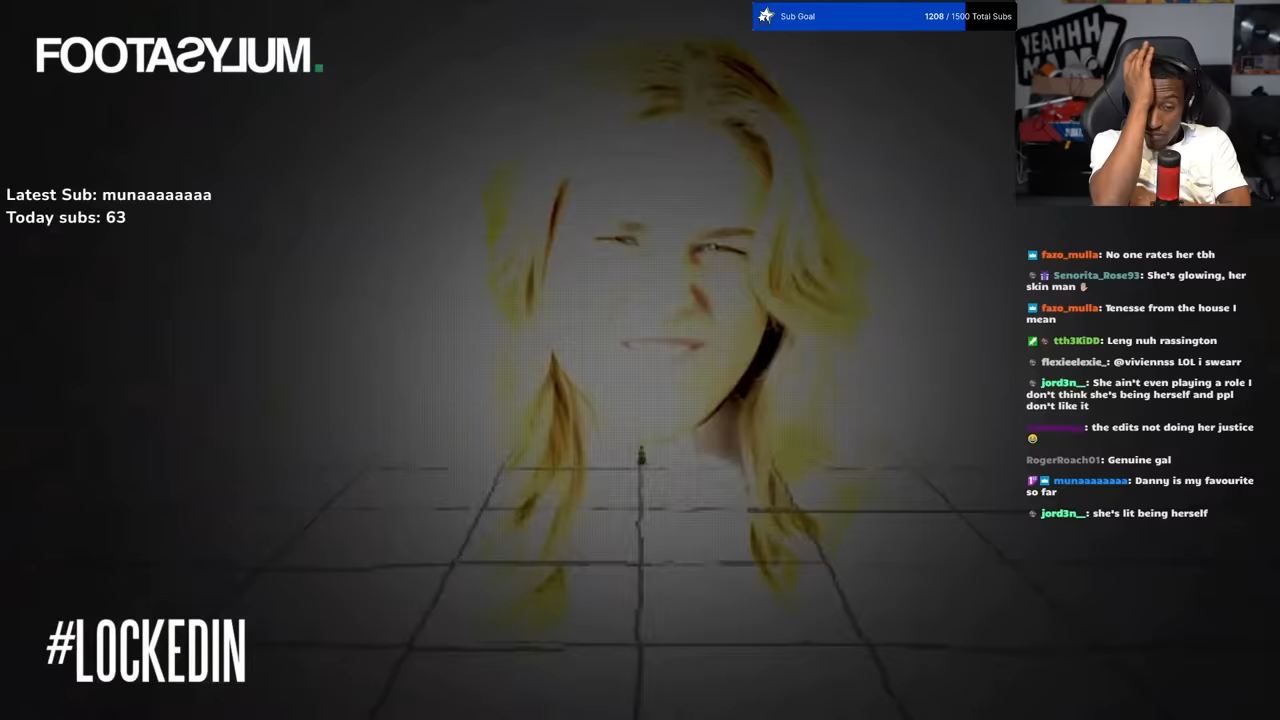 FOOTASYLUM.
Sub Goal
1208 / 1500 Total Subs
YEAHHH
MAN!
Latest Sub: munaaaaaaaa
Today subs: 63
fazo_mulla: No one rates her tbh
Senorita_Rose93: She's glowing, her
skin man ✋🏼
fazo_mulla: Tenesse from the house I
mean
tth3KiDD: Leng nuh rassington
flexieelexie_: @viviennss LOL i swearr
jord3n__: She ain't even playing a role I
don't think she's being herself and ppl
don't like it
: the edits not doing her justice
😂
RogerRoach01: Genuine gal
munaaaaaaaa: Danny is my favourite
so far
jord3n__: she's lit being herself
#LOCKEDIN